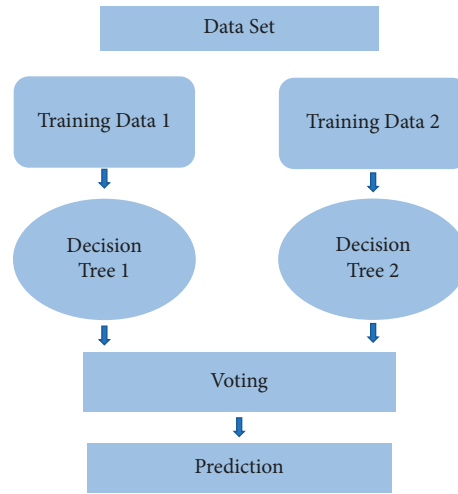 Data Set
Training Data 1
Training Data 2
Decision
Tree 1
Decision
Tree 2
Voting
Prediction